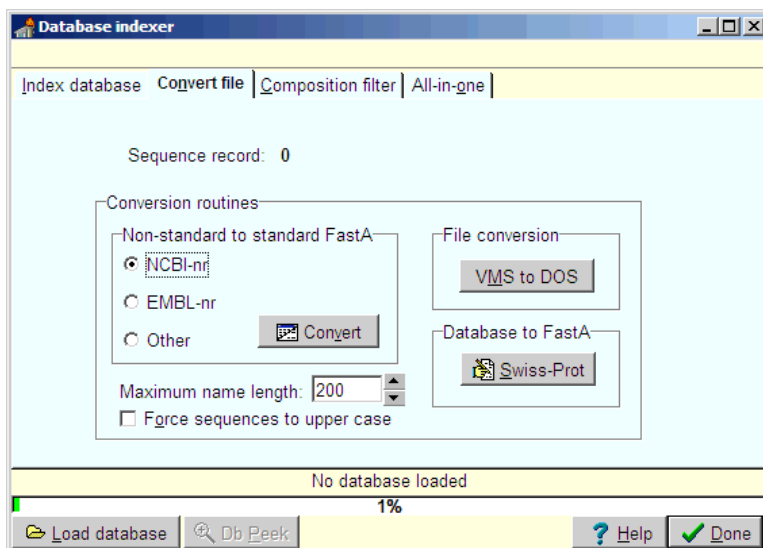 Database indexer
Index database Convert file Composition filter All-in-one
Sequence record: 0
Conversion routines
Non-standard to standard FastA
NCBI-nr
EMBL-nr
Other
Convert
File conversion
VMS to DOS
Database to FastA
Swiss-Prot
Maximum name length: 200
Force sequences to upper case
No database loaded
1%
Load database Db Peek Help Done